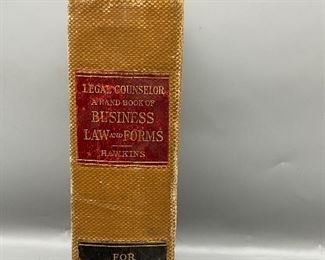 LEGAL COUNSELOR
A HAND BOOK OF
BUSINESS
LAW AND FORMS
HAWKINS
FOR